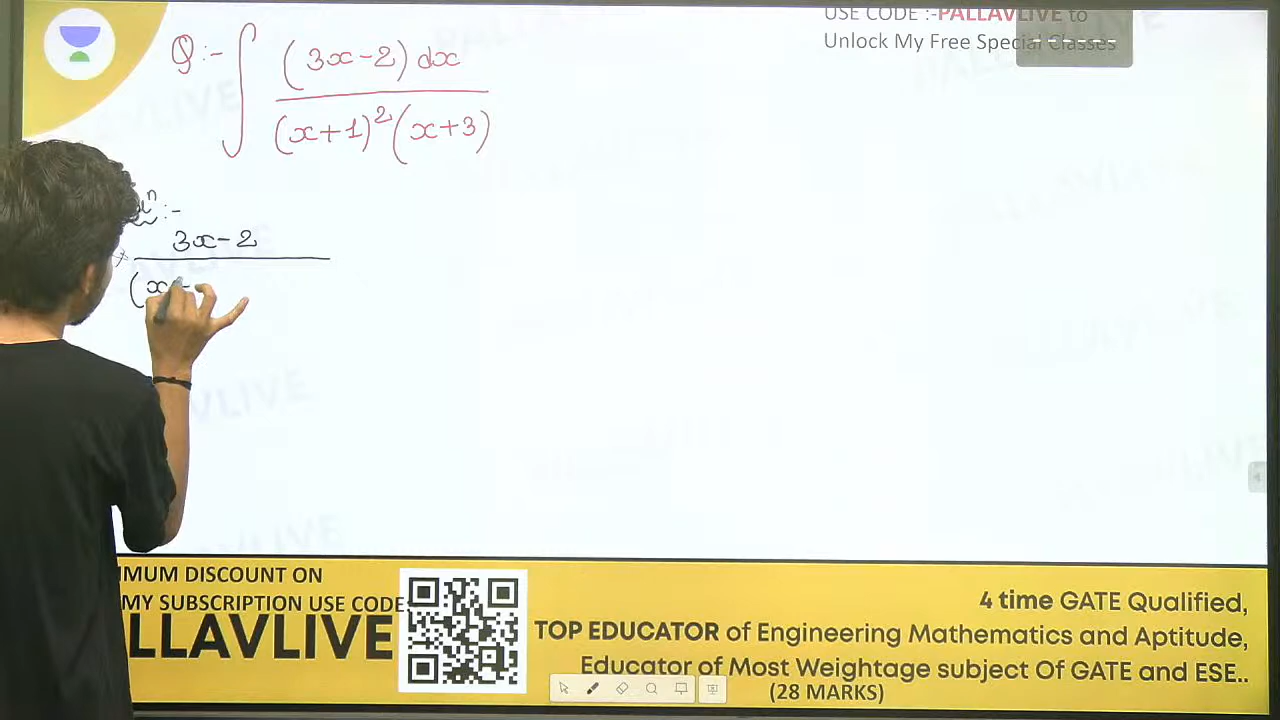 USE CODE :-PALLAVLIVE to
Unlock My Free Special Classes
Q :- ∫ (3x-2) dx
(x+1)² (x+3)
n :-
3x-2
(x
IMUM DISCOUNT ON
MY SUBSCRIPTION USE CODE:
LLAVLIVE
4 time GATE Qualified,
TOP EDUCATOR of Engineering Mathematics and Aptitude,
Educator of Most Weightage subject Of GATE and ESE..
(28 MARKS)